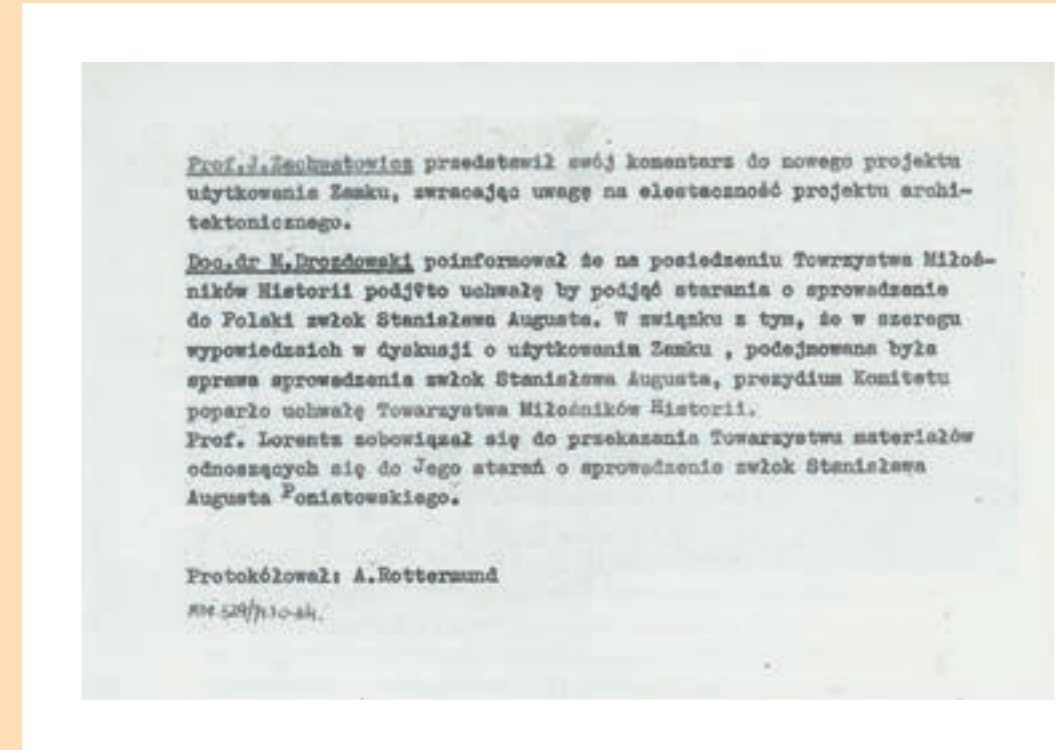 Prof.J.Zachwatowicz przedstawił swój komentarz do nowego projektu
użytkowania Zamku, zwracając uwagę na elestaczność projektu archi-
tektonicznego.
Doc.dr M.Drozdowski poinformował że na posiedzeniu Towrzystwa Miłoś-
ników Historii podjęto uchwałę by podjąć starania o sprowadzenie
do Polski zwłok Stanisława Augusta. W związku z tym, że w szeregu
wypowiedziach w dyskusji o użytkowaniu Zamku , podejmowana była
sprawa sprowadzenia zwłok Stanisława Augusta, prezydium Komitetu
poparło uchwałę Towarzystwa Miłośników Historii.
Prof. Lorentz zobowiązał się do przekazania Towarzystwu materiałów
odnoszących się do Jego starań o sprowadzenie zwłok Stanisława
Augusta Poniatowskiego.
Protokółował: A.Rottermund